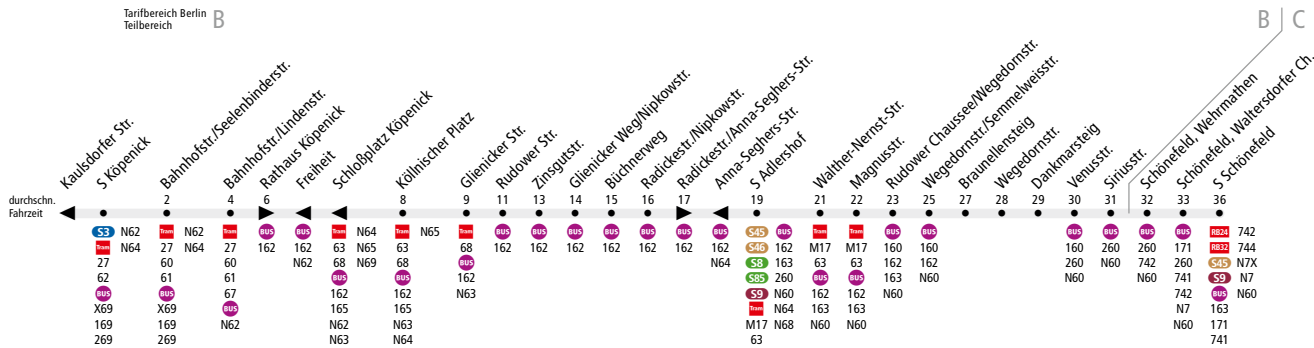 Tarifbereich Berlin
Teilbereich
B
B
C
Kaulsdorfer Str.
S Köpenick
Bahnhofstr./Seelenbinderstr.
Bahnhofstr./Lindenstr.
Rathaus Köpenick
Freiheit
Schloßplatz Köpenick
Köllnischer Platz
Glienicker Str.
Rudower Str.
Zinsgutstr.
Glienicker Weg/Nipkowstr.
Büchnerweg
Radickestr./Nipkowstr.
Radickestr./Anna-Seghers-Str.
Anna-Seghers-Str.
S Adlershof
Walther-Nernst-Str.
Magnusstr.
Rudower Chaussee/Wegedornstr.
Wegedornstr./Semmelweisstr.
Braunellensteig
Wegedornstr.
Dankmarsteig
Venusstr.
Siriusstr.
Schönefeld, Wehrmathen
Schönefeld, Waltersdorfer Ch.
S Schönefeld
durchschn.
Fahrzeit
2 4 6 8 9 11 13 14 15 16 17 19 21 22 23 25 27 28 29 30 31 32 33 36
S3
Tram
27
62
BUS
X69
169
269
N62
N64
Tram
27
60
61
BUS
X69
169
269
N62
N64
Tram
27
60
61
67
BUS
N62
BUS
162
BUS
162
N62
Tram
63
68
BUS
162
165
N62
N63
N64
N65
N69
Tram
63
68
BUS
162
165
N63
N64
N65
Tram
68
BUS
162
N63
BUS
162
BUS
162
BUS
162
BUS
162
BUS
162
BUS
162
BUS
162
N64
S45
S46
S8
S85
S9
Tram
M17
63
BUS
162
163
260
N60
N64
N68
Tram
M17
63
BUS
162
163
N60
Tram
M17
63
BUS
162
163
N60
BUS
160
162
163
N60
BUS
160
162
N60
BUS
160
260
N60
BUS
260
N60
BUS
260
742
N60
BUS
171
260
741
742
N7
N60
RB24
RB32
S45
S9
BUS
163
171
741
742
744
N7X
N7
N60